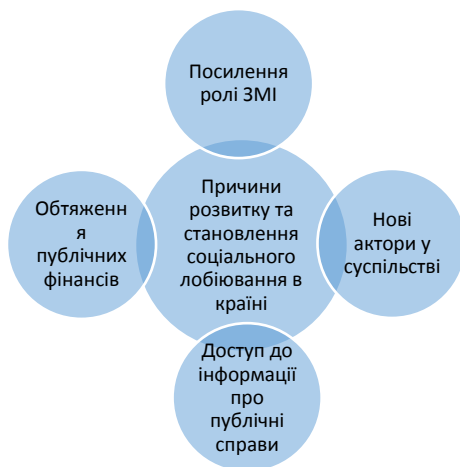 Посилення
ролі ЗМІ
Обтяженн
я
публічних
фінансів
Причини
розвитку та
становлення
соціального
лобіювання в
країні
Нові
актори у
суспільстві
Доступ до
інформації
про
публічні
справи